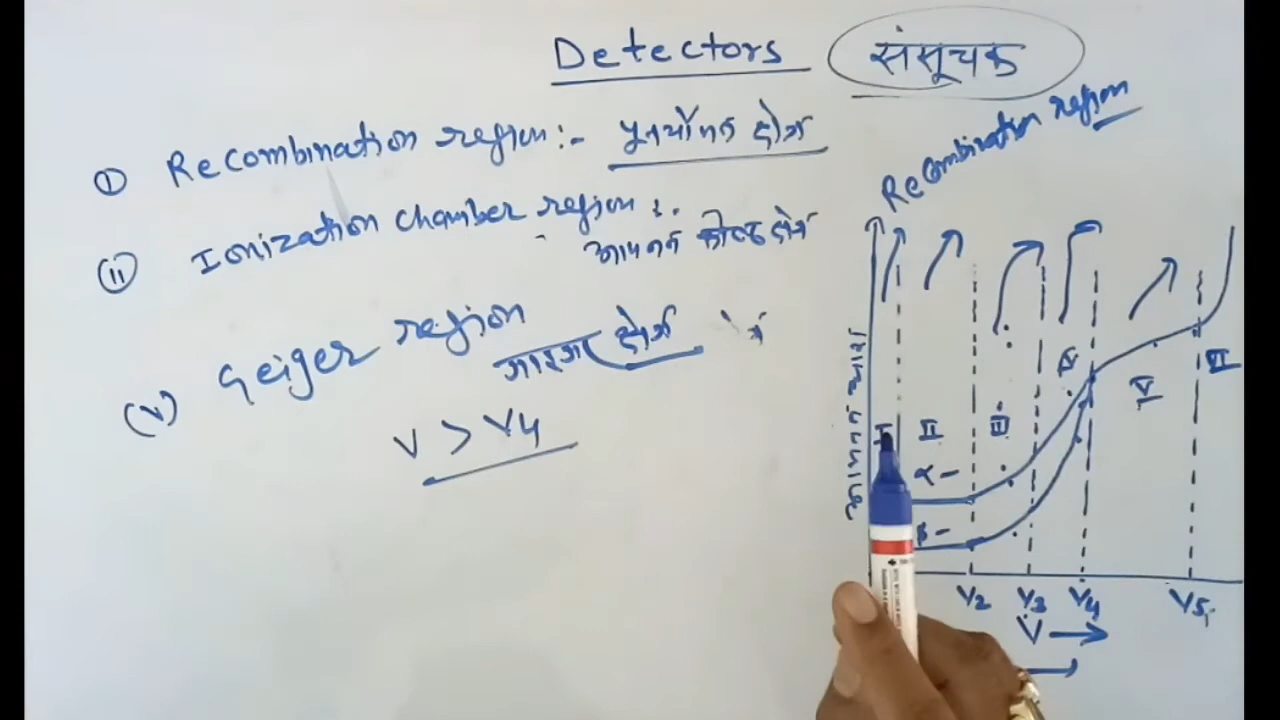 Detectors संसूचक
① Recombination region :- पुनर्योजन क्षेत्र
Recombination region
(ii) Ionization chamber region :.
आयनन कोष्ठ क्षेत्र
(V) Geiger region
गाइगर क्षेत्र
V > V4
I II III IV V VI
α -
β -
V2 V3 V4 V5
V →